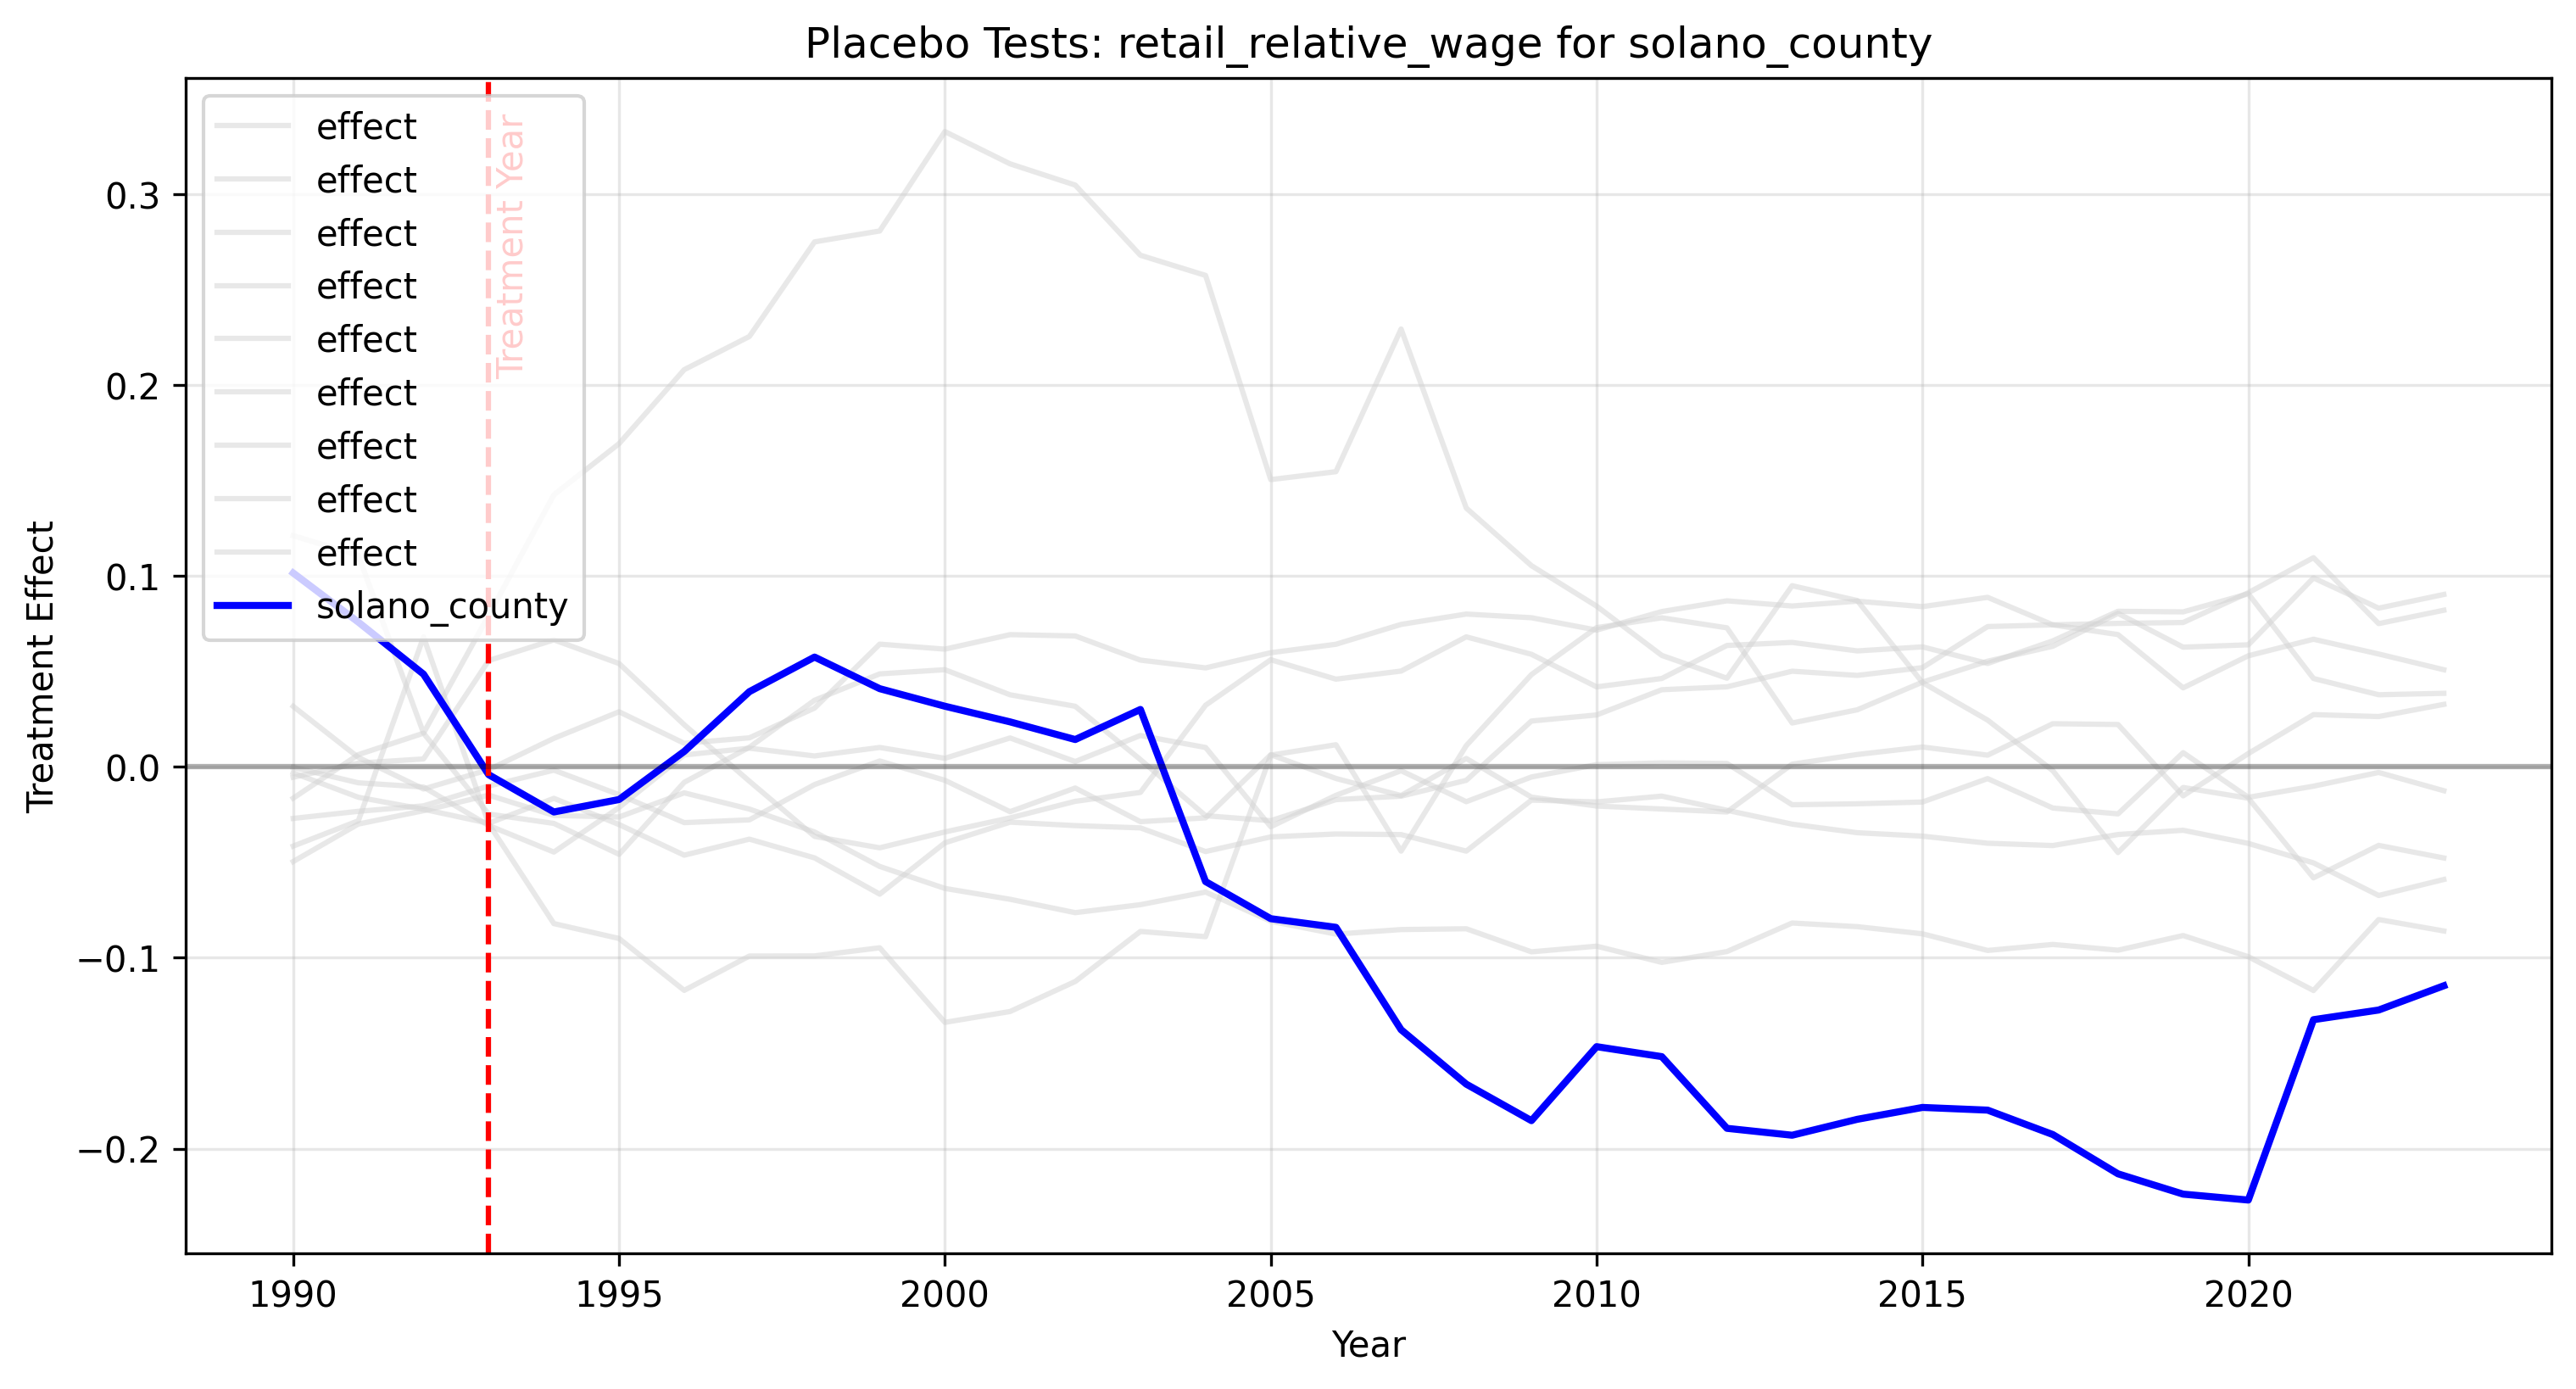 Placebo Tests: retail_relative_wage for solano_county
effect
effect
effect
effect
effect
effect
effect
effect
effect
solano_county
Treatment Year
Treatment Effect
0.3
0.2
0.1
0.0
−0.1
−0.2
1990
1995
2000
2005
2010
2015
2020
Year